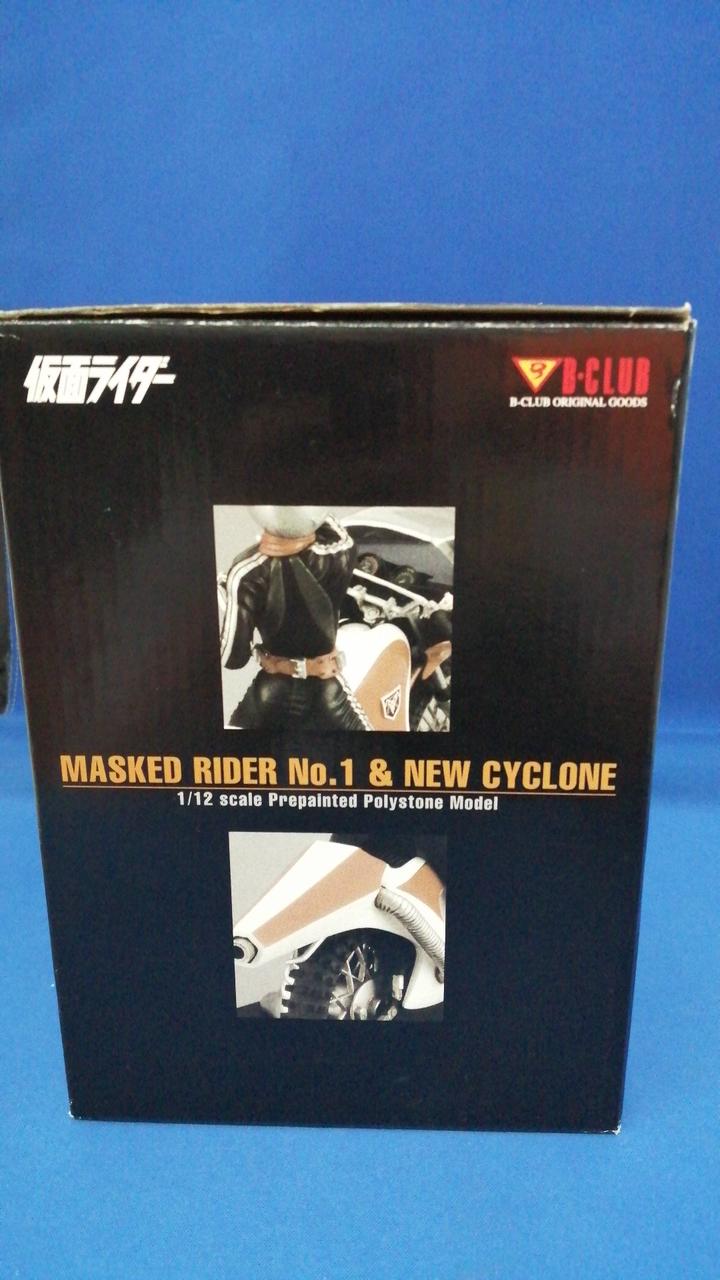 仮面ライダー
B·CLUB
B-CLUB ORIGINAL GOODS
MASKED RIDER No.1 & NEW CYCLONE
1/12 scale Prepainted Polystone Model